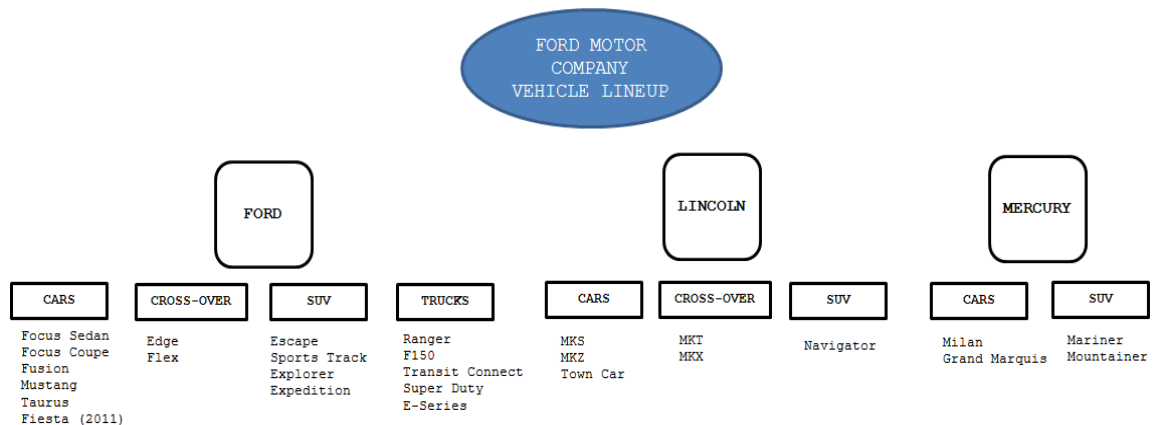 FORD MOTOR
COMPANY
VEHICLE LINEUP
FORD
LINCOLN
MERCURY
CARS
CROSS-OVER
SUV
TRUCKS
CARS
CROSS-OVER
SUV
CARS
SUV
Focus Sedan
Focus Coupe
Fusion
Mustang
Taurus
Fiesta (2011)
Edge
Flex
Escape
Sports Track
Explorer
Expedition
Ranger
F150
Transit Connect
Super Duty
E-Series
MKS
MKZ
Town Car
MKT
MKX
Navigator
Milan
Grand Marquis
Mariner
Mountainer